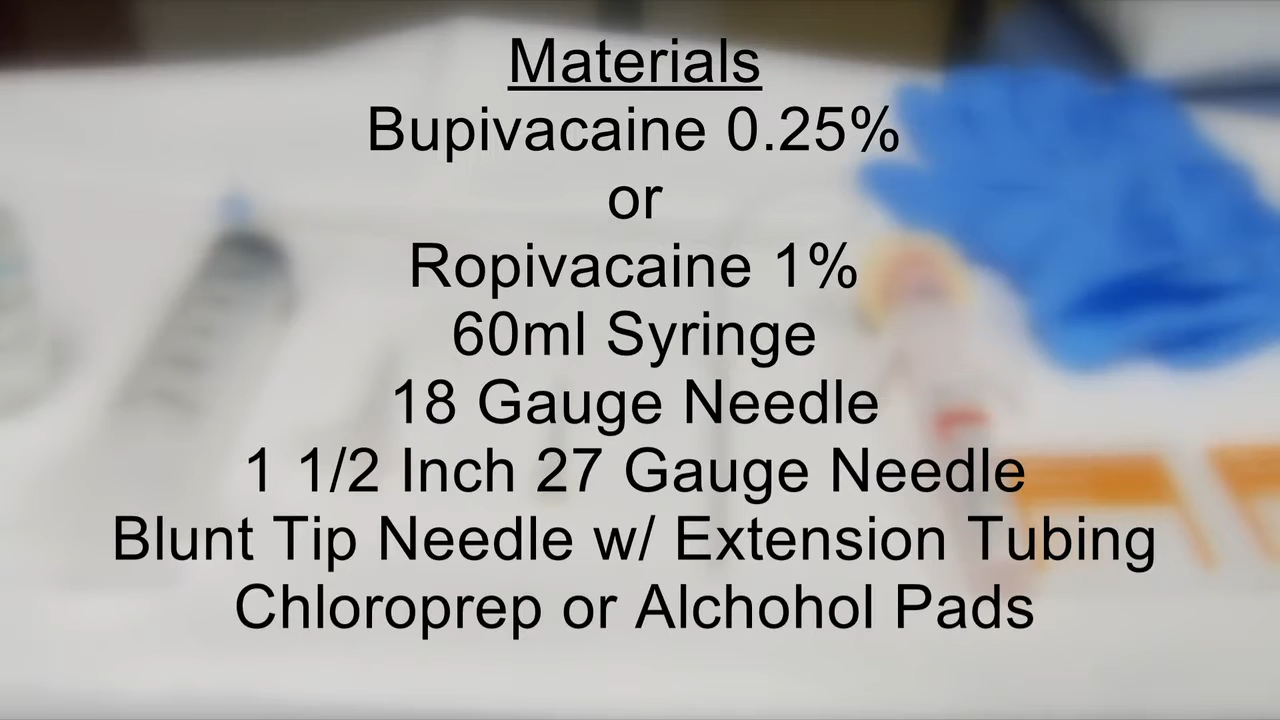 Materials
Bupivacaine 0.25%
or
Ropivacaine 1%
60ml Syringe
18 Gauge Needle
1 1/2 Inch 27 Gauge Needle
Blunt Tip Needle w/ Extension Tubing
Chloroprep or Alchohol Pads